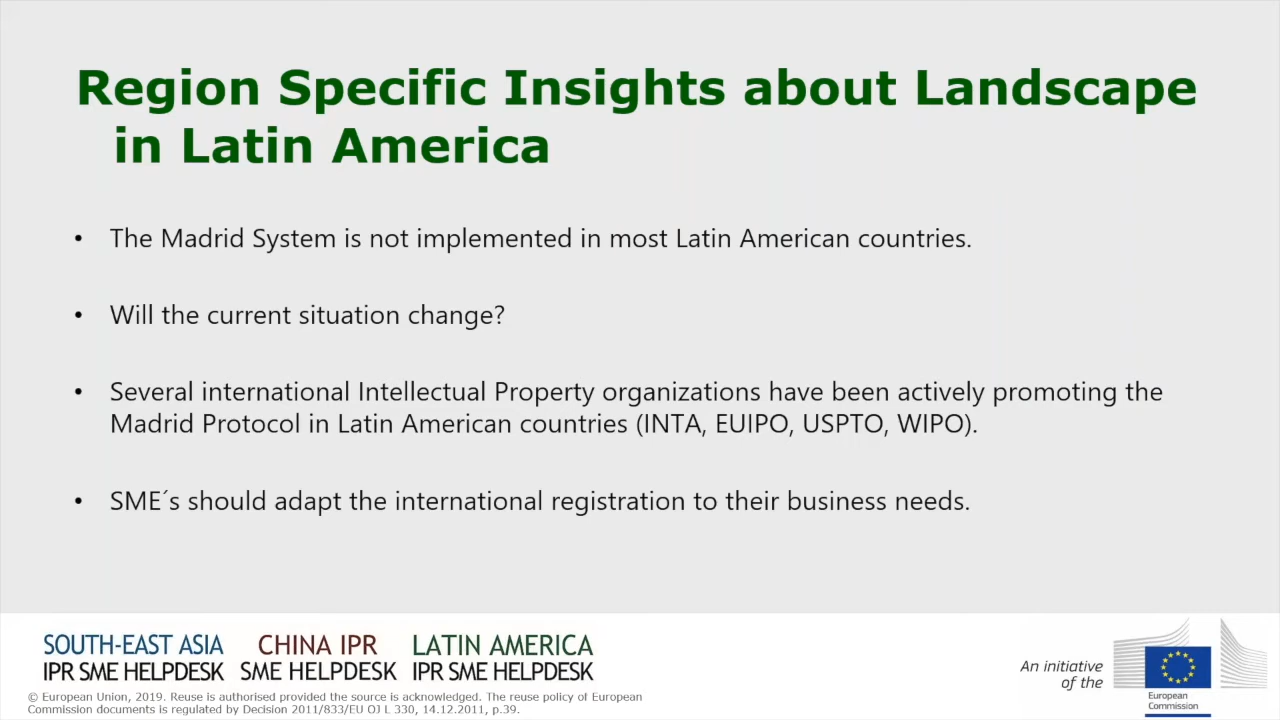 Region Specific Insights about Landscape
in Latin America
• The Madrid System is not implemented in most Latin American countries.
• Will the current situation change?
• Several international Intellectual Property organizations have been actively promoting the
Madrid Protocol in Latin American countries (INTA, EUIPO, USPTO, WIPO).
• SME´s should adapt the international registration to their business needs.
SOUTH-EAST ASIA
IPR SME HELPDESK
CHINA IPR
SME HELPDESK
LATIN AMERICA
IPR SME HELPDESK
© European Union, 2019. Reuse is authorised provided the source is acknowledged. The reuse policy of European
Commission documents is regulated by Decision 2011/833/EU OJ L 330, 14.12.2011, p.39.
An initiative
of the
European
Commission